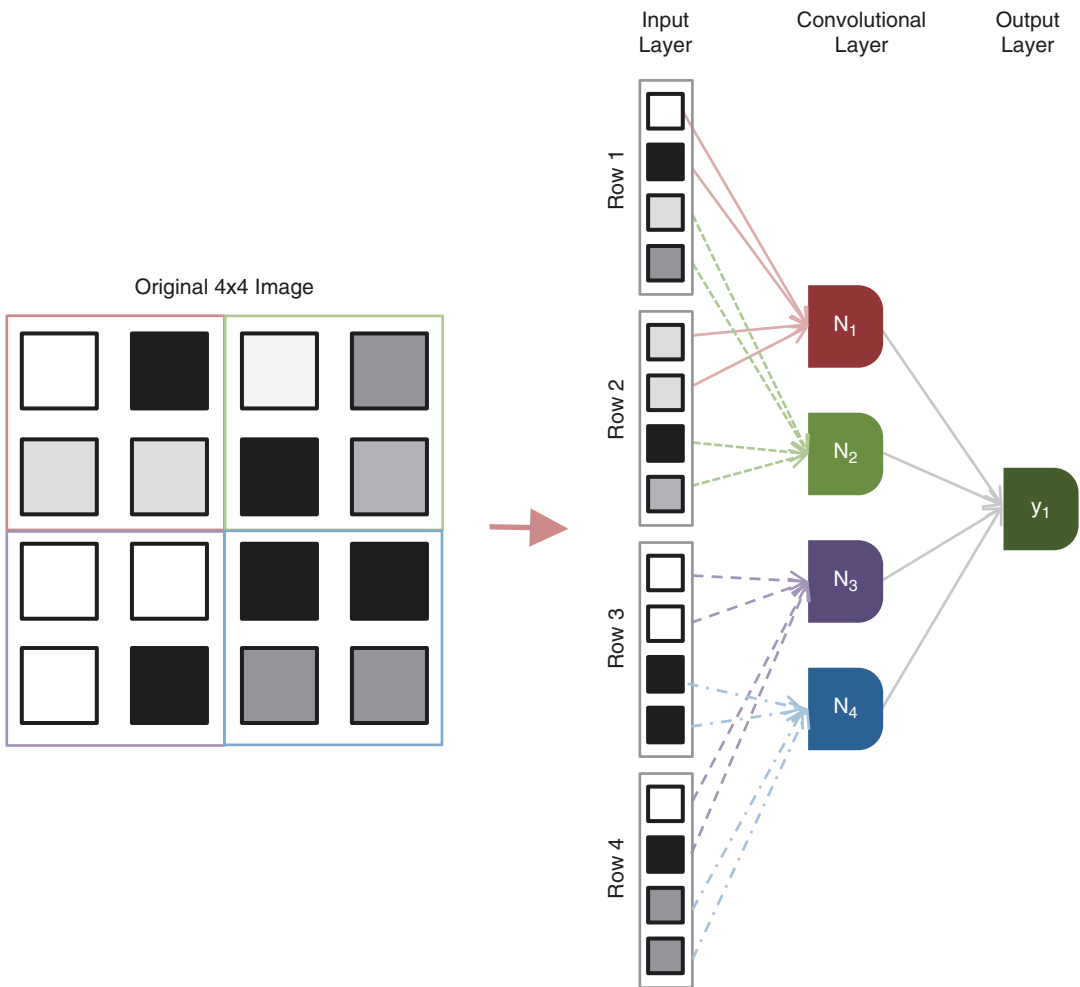 Input
Layer
Convolutional
Layer
Output
Layer
Original 4x4 Image
Row 1
Row 2
Row 3
Row 4
N₁
N₂
N₃
N₄
y₁